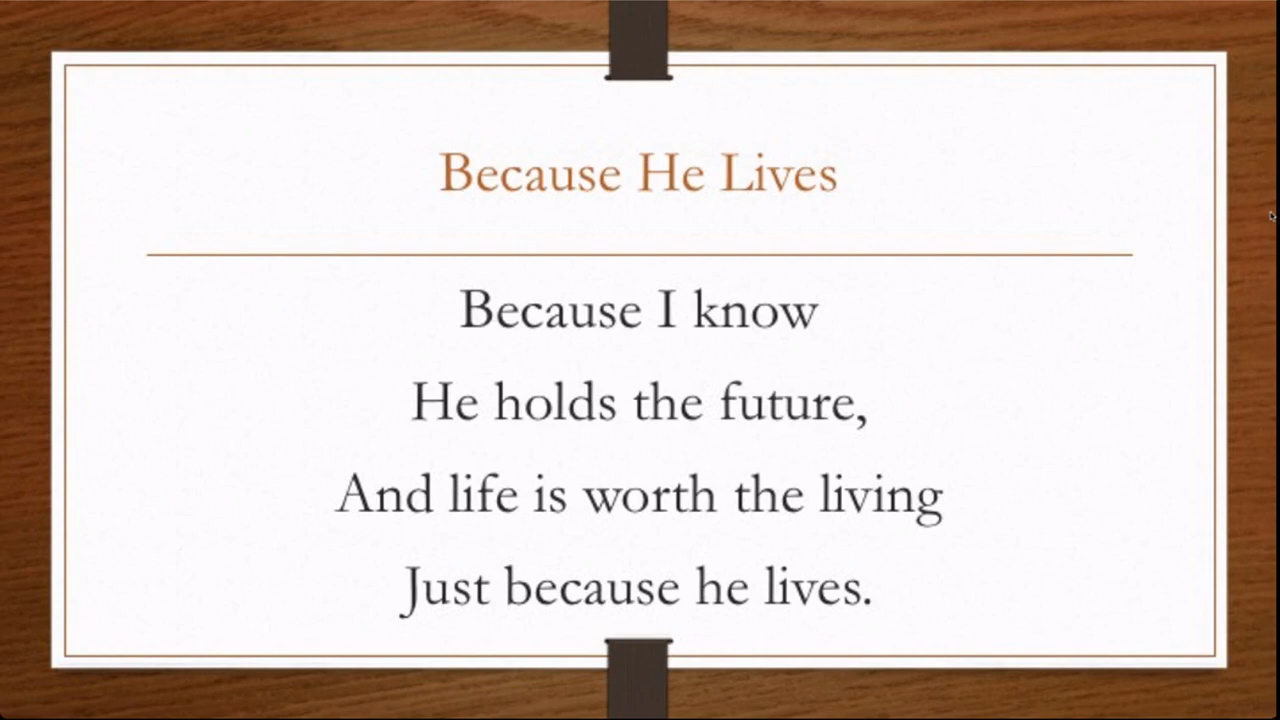 Because He Lives
Because I know
He holds the future,
And life is worth the living
Just because he lives.